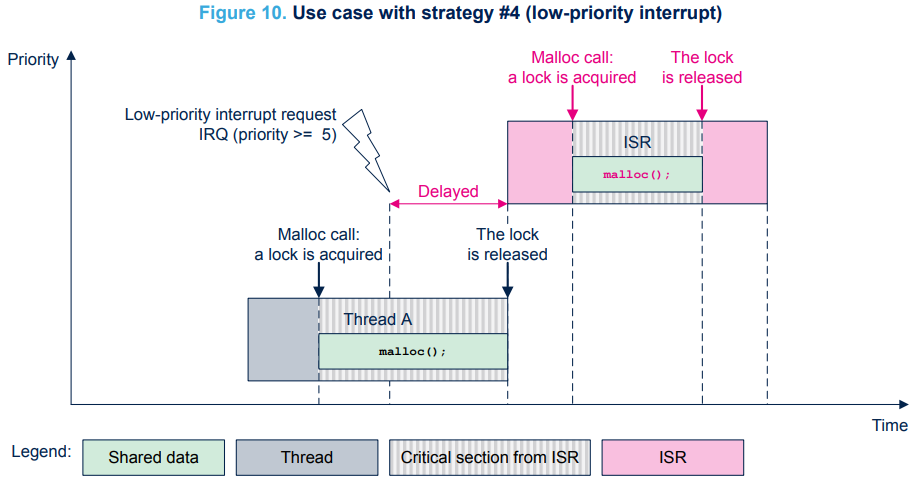 Figure 10. Use case with strategy #4 (low-priority interrupt)
Priority
Malloc call:
a lock is acquired
The lock
is released
Low-priority interrupt request
IRQ (priority >= 5)
ISR
malloc();
Delayed
Malloc call:
a lock is acquired
The lock
is released
Thread A
malloc();
Time
Legend:
Shared data
Thread
Critical section from ISR
ISR